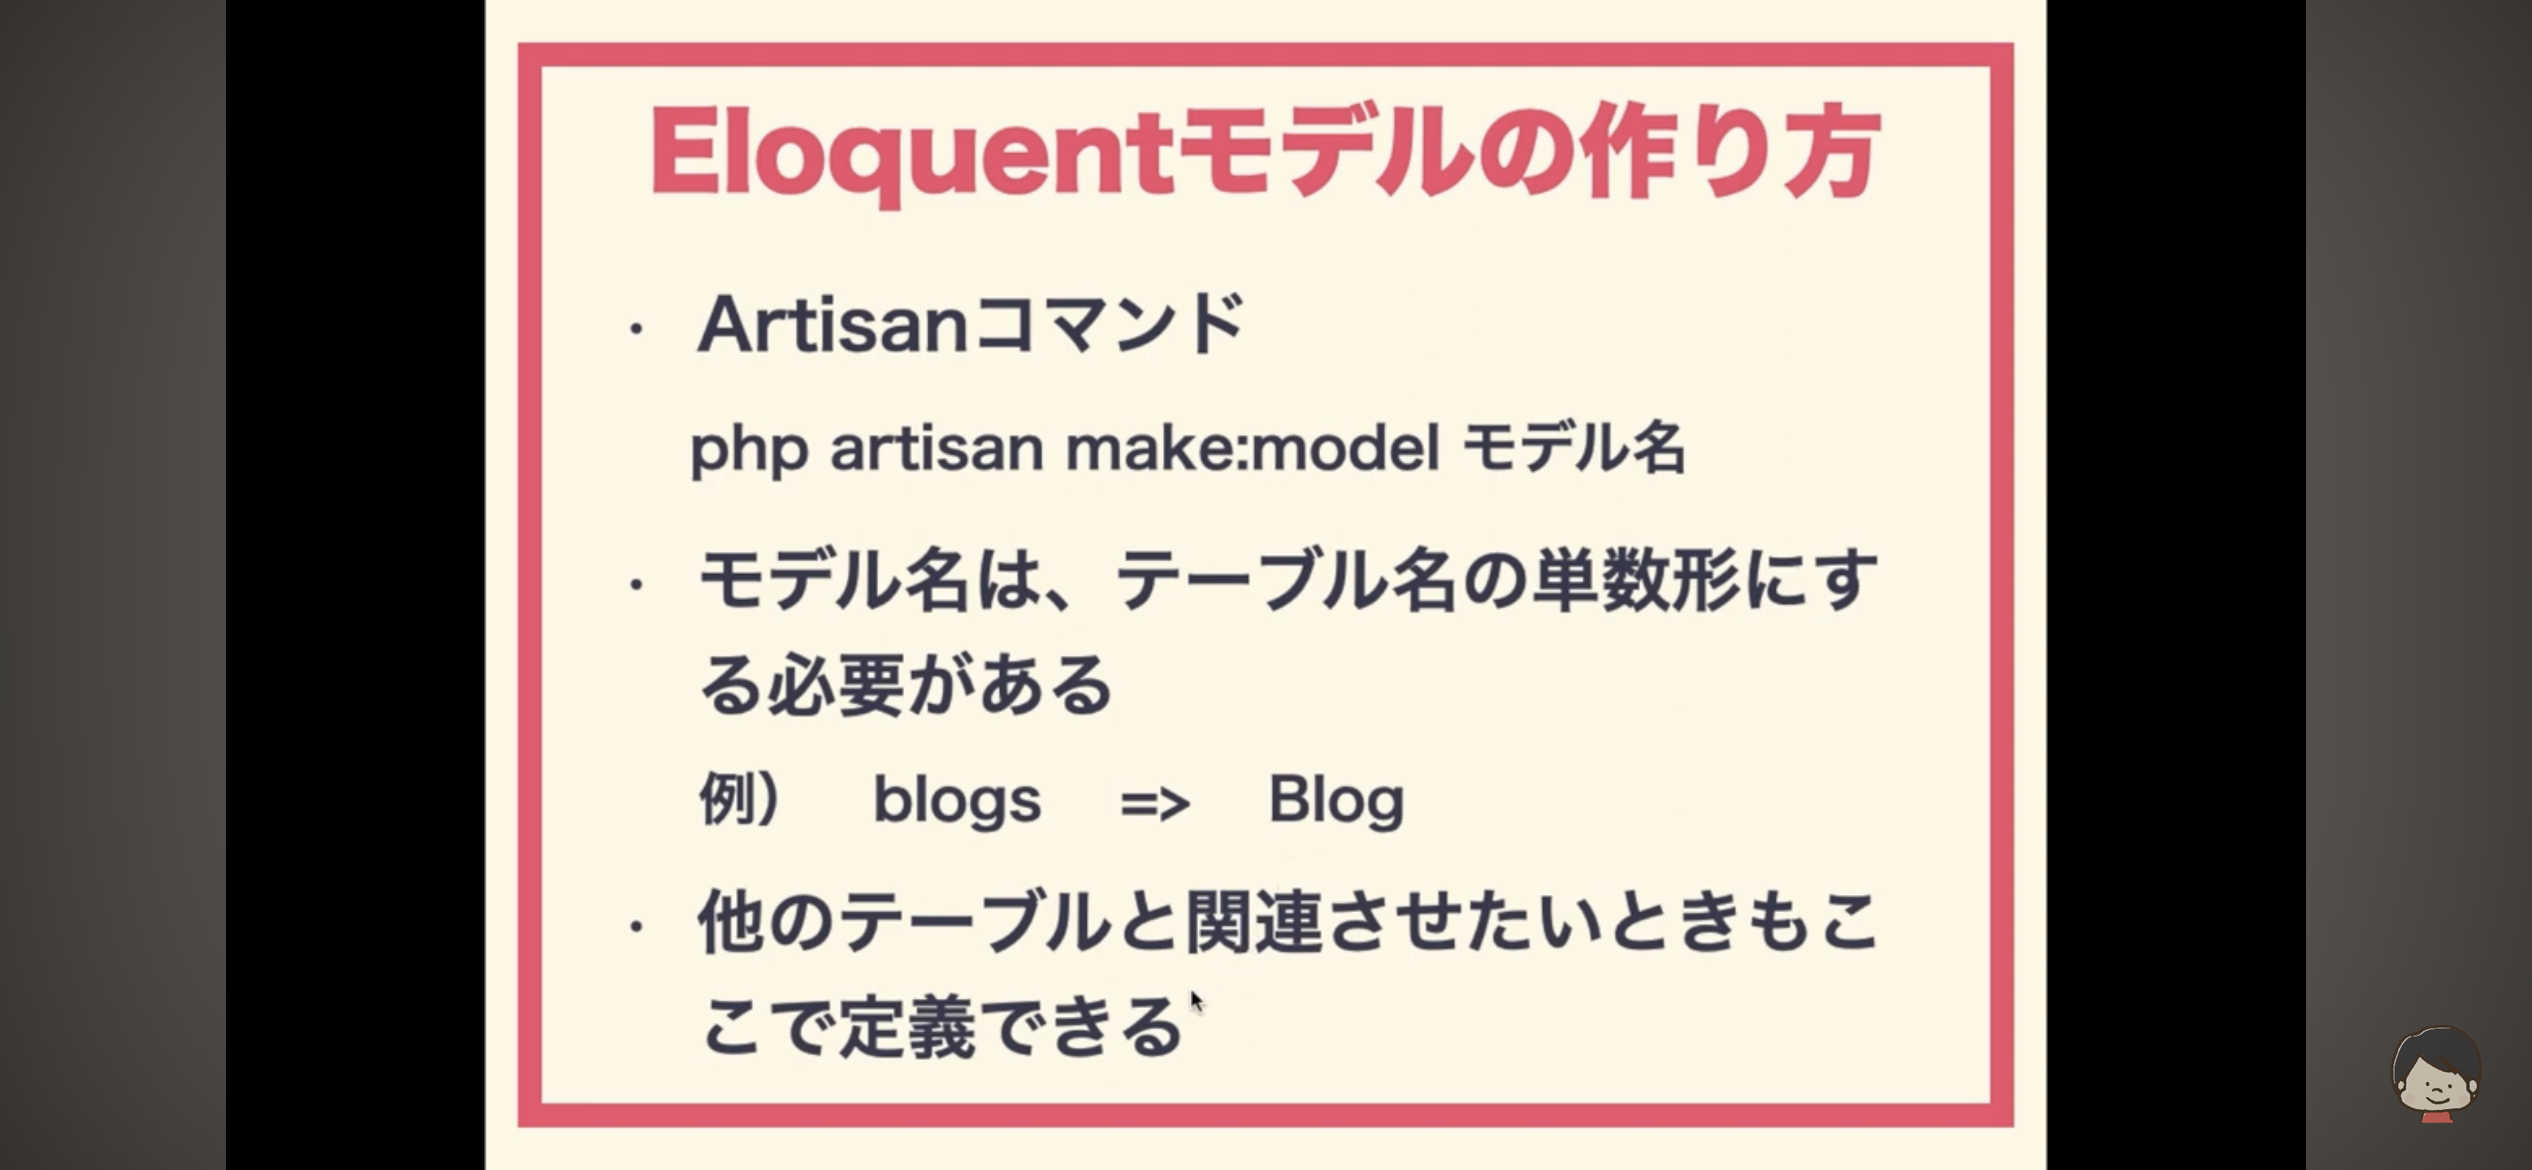 Eloquentモデルの作り方
・ Artisanコマンド
php artisan make:model モデル名
・ モデル名は、テーブル名の単数形にす
る必要がある
例） blogs => Blog
・ 他のテーブルと関連させたいときもこ
こで定義できる